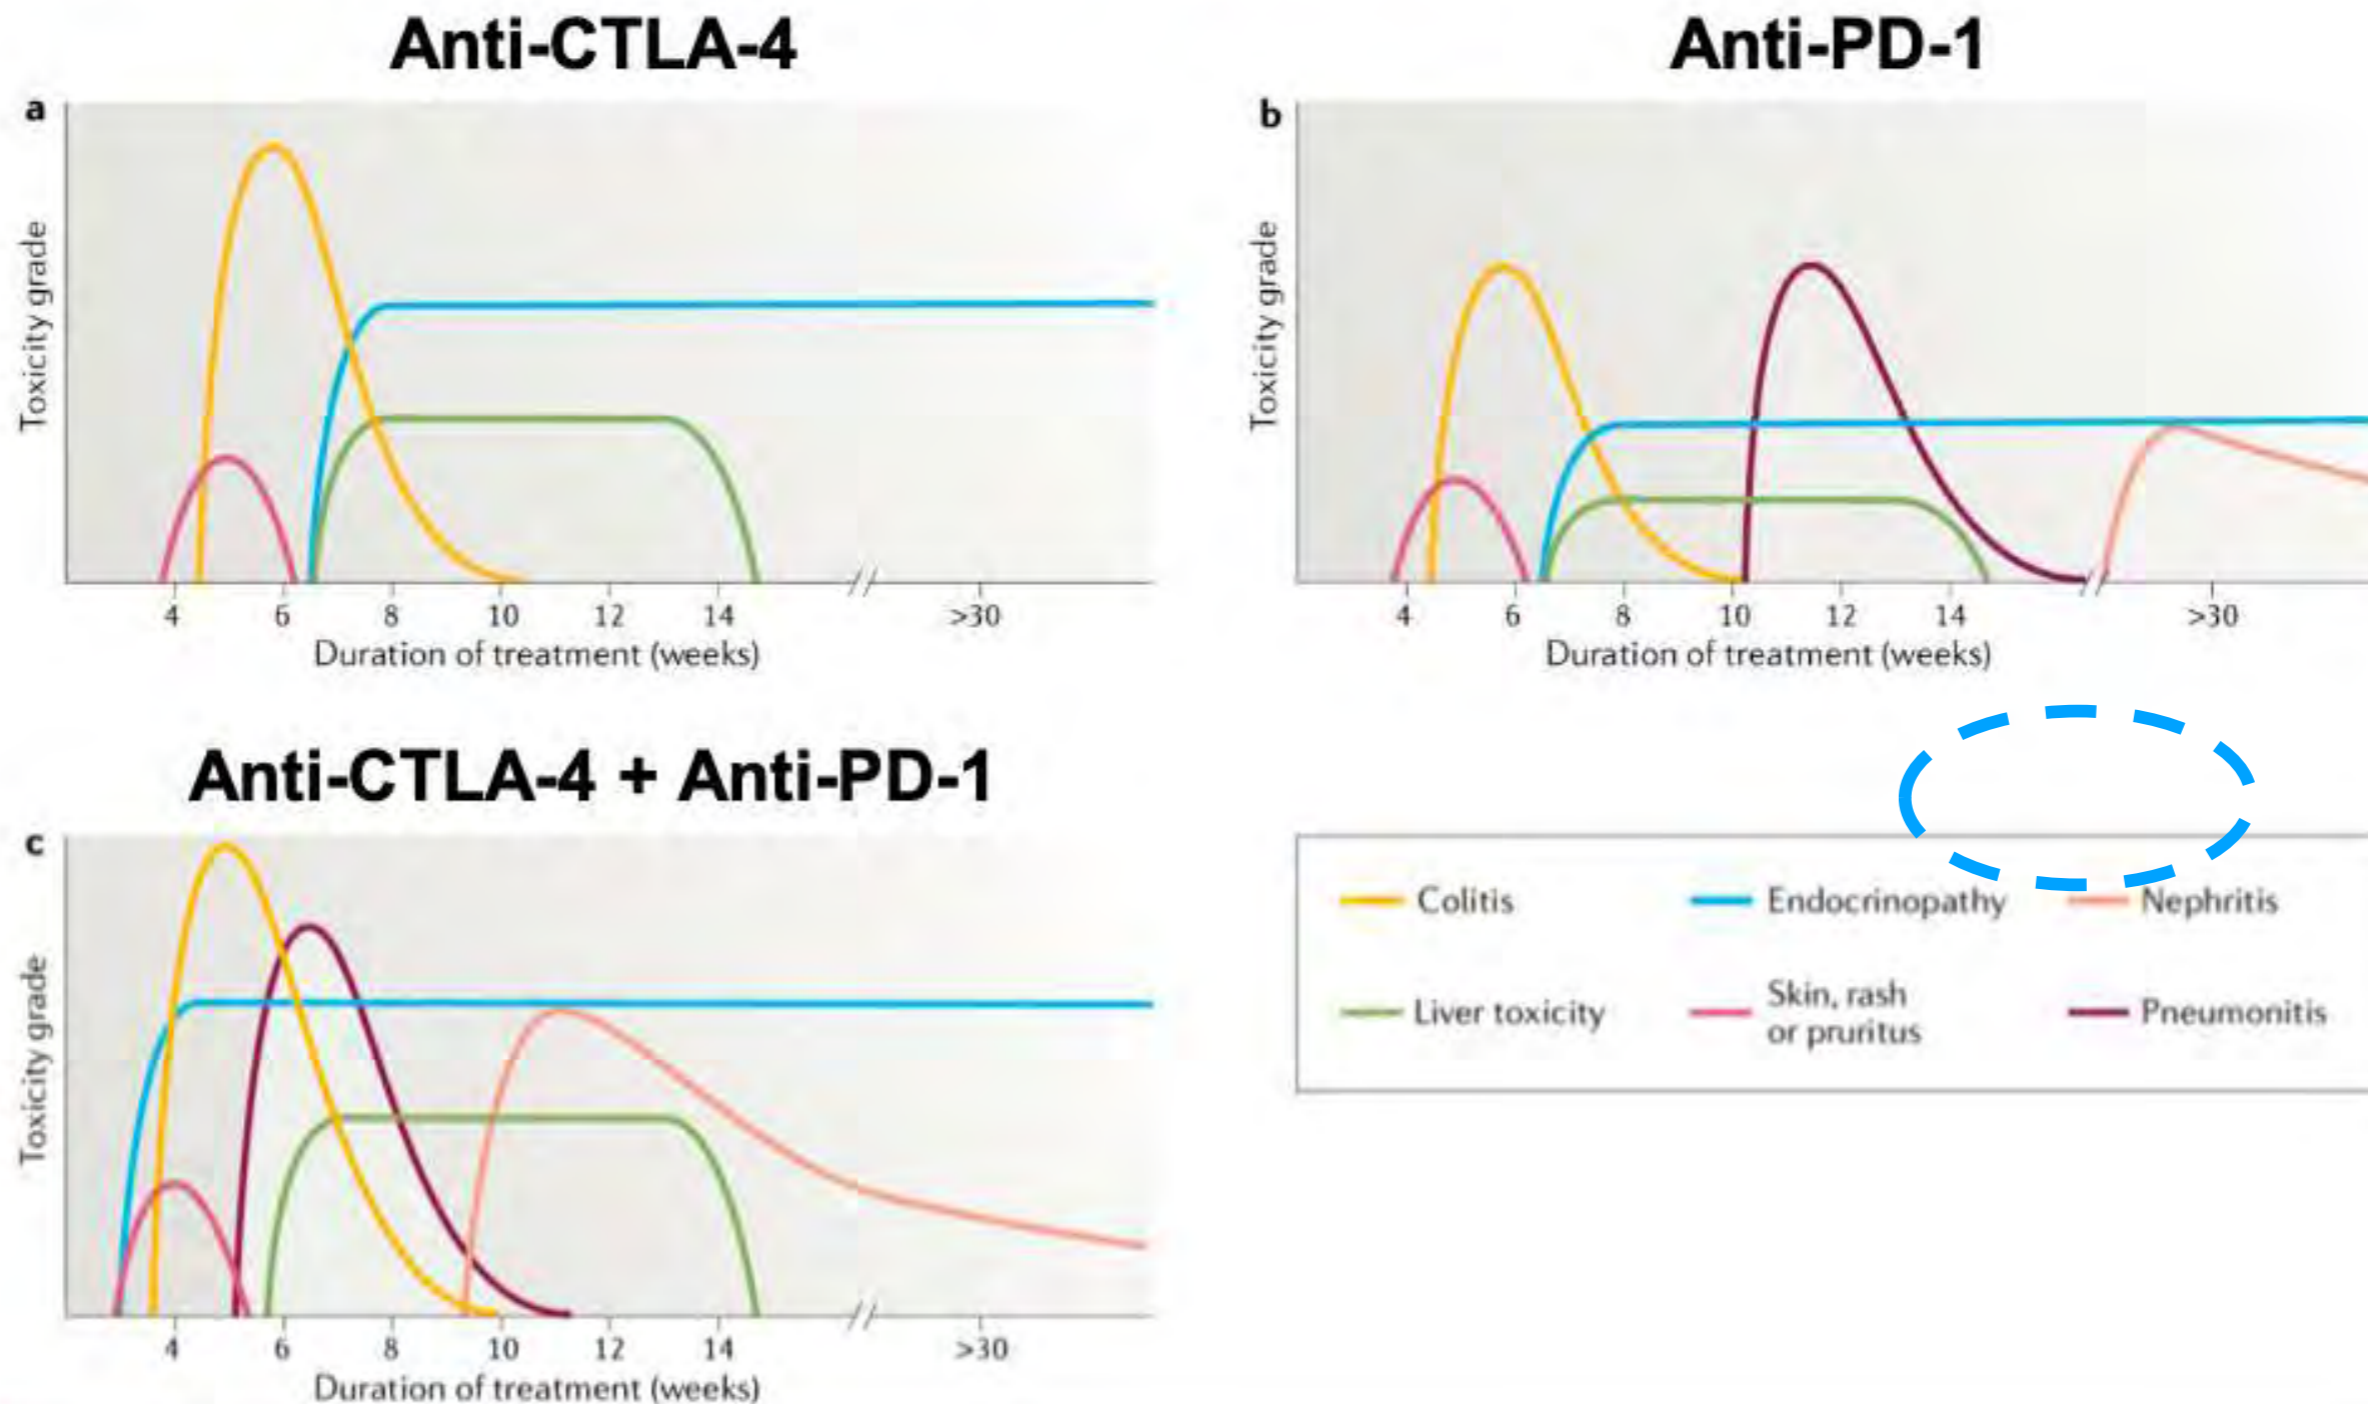 Anti-CTLA-4
Anti-PD-1
a
Toxicity grade
4 6 8 10 12 14 >30
Duration of treatment (weeks)
b
Toxicity grade
4 6 8 10 12 14 >30
Duration of treatment (weeks)
Anti-CTLA-4 + Anti-PD-1
c
Toxicity grade
4 6 8 10 12 14 >30
Duration of treatment (weeks)
Colitis
Endocrinopathy
Nephritis
Liver toxicity
Skin, rash
or pruritus
Pneumonitis